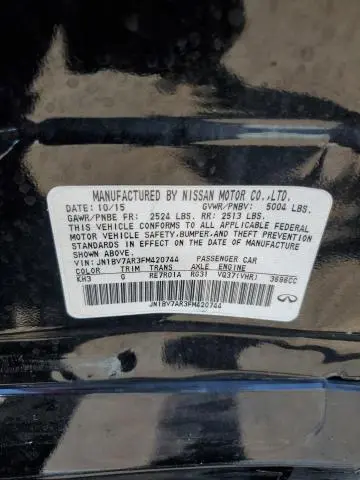 MANUFACTURED BY NISSAN MOTOR CO.,LTD.
DATE: 10/15 GVWR/PNBV: 5004 LBS.
GAWR/PNBE FR: 2524 LBS. RR: 2513 LBS.
THIS VEHICLE CONFORMS TO ALL APPLICABLE FEDERAL
MOTOR VEHICLE SAFETY,BUMPER,AND THEFT PREVENTION
STANDARDS IN EFFECT ON THE DATE OF MANUFACTURE
SHOWN ABOVE.
VIN: JN1BV7AR3FM420744 PASSENGER CAR
COLOR TRIM TRANS AXLE ENGINE
KH3 G RE7R01A RG31 VQ37(VHR) 3696CC
JN1BV7AR3FM420744
INFINITI